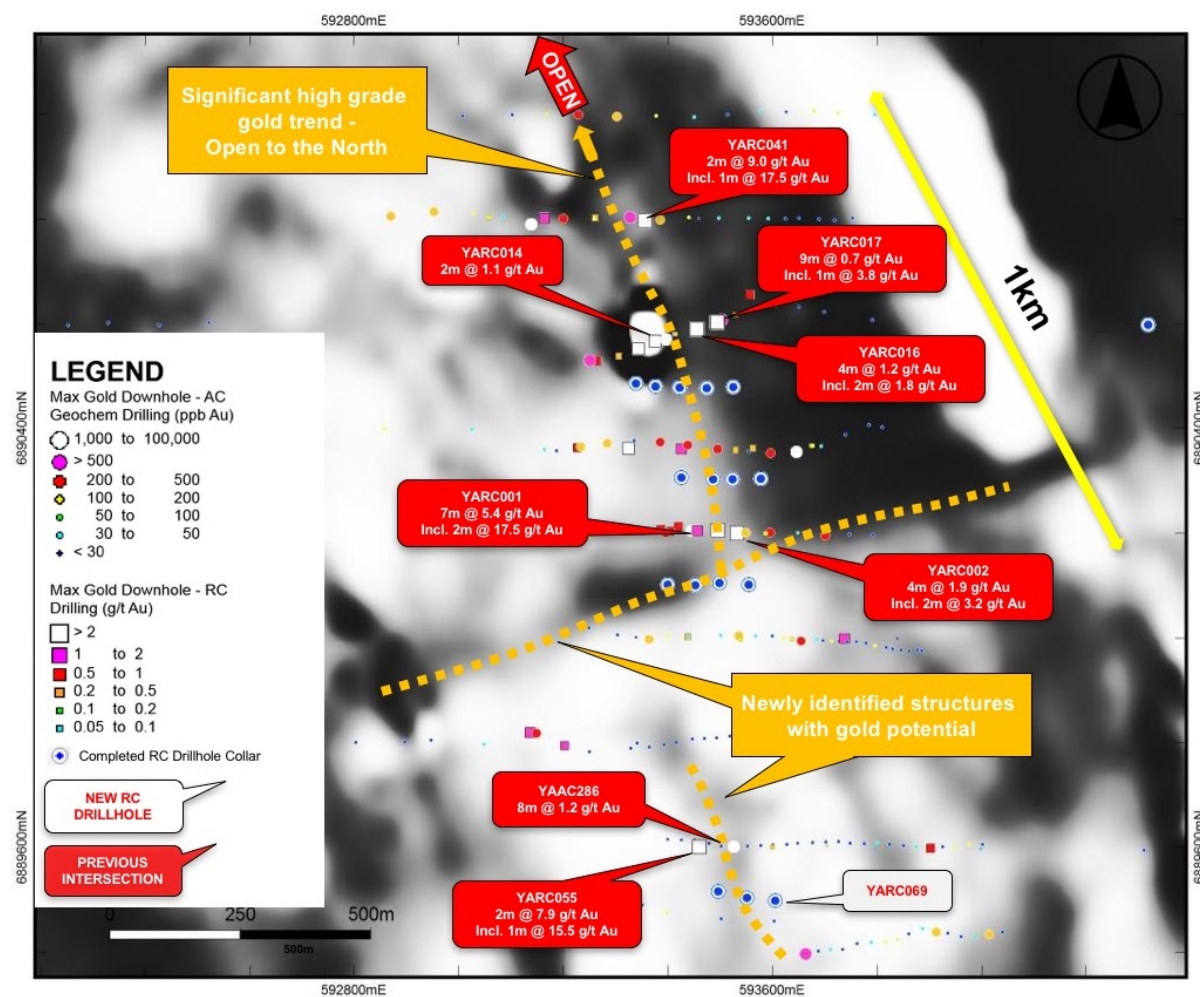 592800mE
593600mE
OPEN
Significant high grade
gold trend -
Open to the North
YARC041
2m @ 9.0 g/t Au
Incl. 1m @ 17.5 g/t Au
YARC017
9m @ 0.7 g/t Au
Incl. 1m @ 3.8 g/t Au
YARC014
2m @ 1.1 g/t Au
1km
YARC016
4m @ 1.2 g/t Au
Incl. 2m @ 1.8 g/t Au
6890400mN
6890400mN
LEGEND
Max Gold Downhole - AC
Geochem Drilling (ppb Au)
1,000 to 100,000
> 500
200 to 500
100 to 200
50 to 100
30 to 50
< 30
Max Gold Downhole - RC
Drilling (g/t Au)
> 2
1 to 2
0.5 to 1
0.2 to 0.5
0.1 to 0.2
0.05 to 0.1
Completed RC Drillhole Collar
NEW RC
DRILLHOLE
PREVIOUS
INTERSECTION
YARC001
7m @ 5.4 g/t Au
Incl. 2m @ 17.5 g/t Au
YARC002
4m @ 1.9 g/t Au
Incl. 2m @ 3.2 g/t Au
Newly identified structures
with gold potential
YAAC286
8m @ 1.2 g/t Au
6889600mN
6889600mN
YARC069
YARC055
2m @ 7.9 g/t Au
Incl. 1m @ 15.5 g/t Au
0 250 500m
500m
592800mE
593600mE